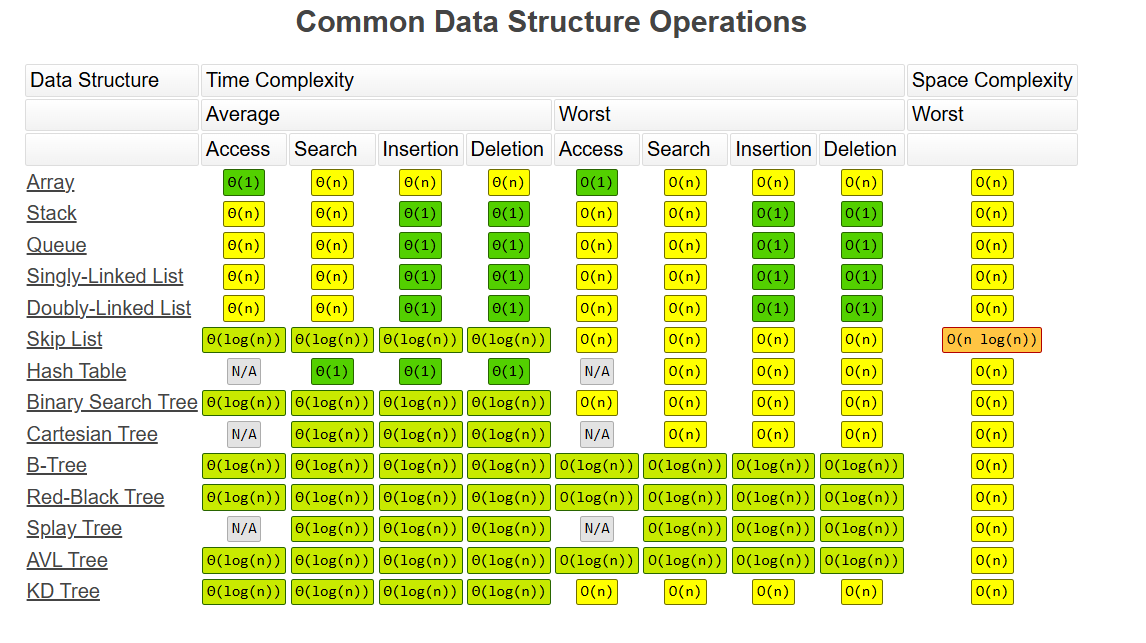 Common Data Structure Operations
Data Structure Time Complexity Space Complexity
Average Worst Worst
Access Search Insertion Deletion Access Search Insertion Deletion
Array Θ(1) Θ(n) Θ(n) Θ(n) O(1) O(n) O(n) O(n) O(n)
Stack Θ(n) Θ(n) Θ(1) Θ(1) O(n) O(n) O(1) O(1) O(n)
Queue Θ(n) Θ(n) Θ(1) Θ(1) O(n) O(n) O(1) O(1) O(n)
Singly-Linked List Θ(n) Θ(n) Θ(1) Θ(1) O(n) O(n) O(1) O(1) O(n)
Doubly-Linked List Θ(n) Θ(n) Θ(1) Θ(1) O(n) O(n) O(1) O(1) O(n)
Skip List Θ(log(n)) Θ(log(n)) Θ(log(n)) Θ(log(n)) O(n) O(n) O(n) O(n) O(n log(n))
Hash Table N/A Θ(1) Θ(1) Θ(1) N/A O(n) O(n) O(n) O(n)
Binary Search Tree Θ(log(n)) Θ(log(n)) Θ(log(n)) Θ(log(n)) O(n) O(n) O(n) O(n) O(n)
Cartesian Tree N/A Θ(log(n)) Θ(log(n)) Θ(log(n)) N/A O(n) O(n) O(n) O(n)
B-Tree Θ(log(n)) Θ(log(n)) Θ(log(n)) Θ(log(n)) O(log(n)) O(log(n)) O(log(n)) O(log(n)) O(n)
Red-Black Tree Θ(log(n)) Θ(log(n)) Θ(log(n)) Θ(log(n)) O(log(n)) O(log(n)) O(log(n)) O(log(n)) O(n)
Splay Tree N/A Θ(log(n)) Θ(log(n)) Θ(log(n)) N/A O(log(n)) O(log(n)) O(log(n)) O(n)
AVL Tree Θ(log(n)) Θ(log(n)) Θ(log(n)) Θ(log(n)) O(log(n)) O(log(n)) O(log(n)) O(log(n)) O(n)
KD Tree Θ(log(n)) Θ(log(n)) Θ(log(n)) Θ(log(n)) O(n) O(n) O(n) O(n) O(n)